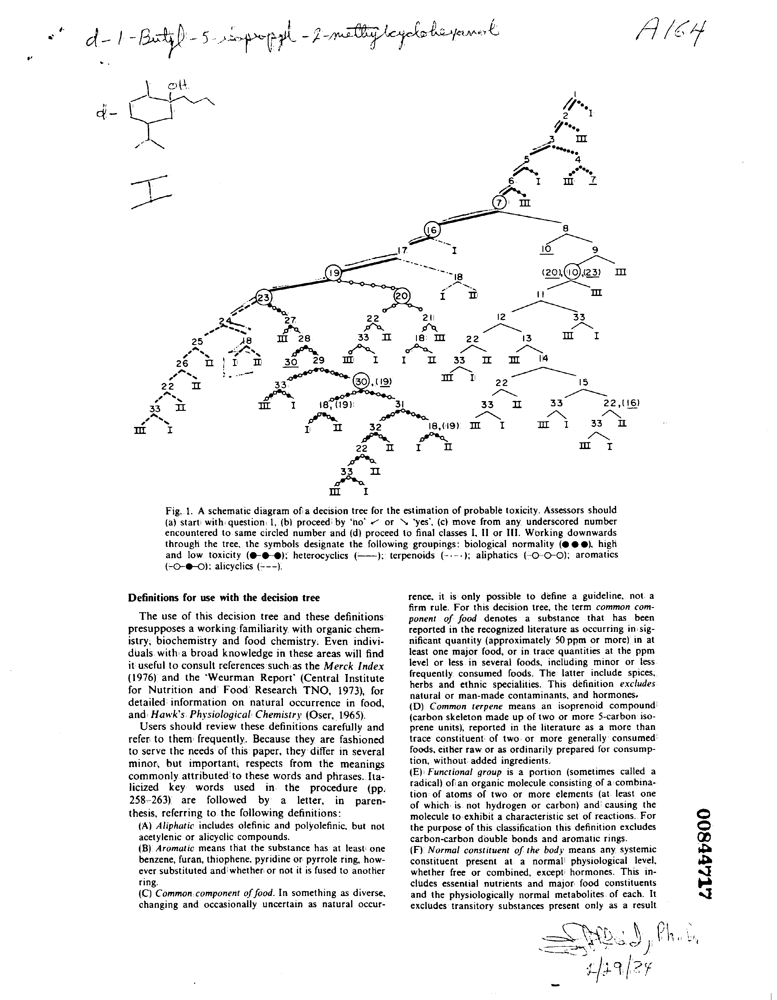 d-1-Butyl-5-isopropyl-2-methylcyclohexanol
A164
OH
d-
I
1
2 I
3 III
5 4
6 I III 7
7 III
16 8
17 I 10 9
19 18 (20),(10),(23) III
I II 11 III
23 20
24 27 22 21 12 33
25 18 III 28 33 II 18 III 22 13 III I
26 II I II 30 29 III I I II 33 II III 14
22 II 33 30,(19) III I 22 15
33 II III I 18,(19) 31 33 II 33 22,(16)
III I I II 32 18,(19) III I III I 33 II
22 II I II III I
33 II
III I
Fig. 1. A schematic diagram of a decision tree for the estimation of probable toxicity. Assessors should
(a) start with question 1, (b) proceed by 'no' ↙ or ↘ 'yes', (c) move from any underscored number
encountered to same circled number and (d) proceed to final classes I, II or III. Working downwards
through the tree, the symbols designate the following groupings: biological normality (●●●), high
and low toxicity (●-●-●); heterocyclics (——); terpenoids (-·-·-); aliphatics (-O-O-O); aromatics
(-O-●-O); alicyclics (---).
Definitions for use with the decision tree
The use of this decision tree and these definitions
presupposes a working familiarity with organic chem-
istry, biochemistry and food chemistry. Even indivi-
duals with a broad knowledge in these areas will find
it useful to consult references such as the Merck Index
(1976) and the 'Weurman Report' (Central Institute
for Nutrition and Food Research TNO, 1973), for
detailed information on natural occurrence in food,
and Hawk's Physiological Chemistry (Oser, 1965).
Users should review these definitions carefully and
refer to them frequently. Because they are fashioned
to serve the needs of this paper, they differ in several
minor, but important, respects from the meanings
commonly attributed to these words and phrases. Ita-
licized key words used in the procedure (pp.
258–263) are followed by a letter, in paren-
thesis, referring to the following definitions:
(A) Aliphatic includes olefinic and polyolefinic, but not
acetylenic or alicyclic compounds.
(B) Aromatic means that the substance has at least one
benzene, furan, thiophene, pyridine or pyrrole ring, how-
ever substituted and whether or not it is fused to another
ring.
(C) Common component of food. In something as diverse,
changing and occasionally uncertain as natural occur-
rence, it is only possible to define a guideline, not a
firm rule. For this decision tree, the term common com-
ponent of food denotes a substance that has been
reported in the recognized literature as occurring in sig-
nificant quantity (approximately 50 ppm or more) in at
least one major food, or in trace quantities at the ppm
level or less in several foods, including minor or less
frequently consumed foods. The latter include spices,
herbs and ethnic specialities. This definition excludes
natural or man-made contaminants, and hormones.
(D) Common terpene means an isoprenoid compound
(carbon skeleton made up of two or more 5-carbon iso-
prene units), reported in the literature as a more than
trace constituent of two or more generally consumed
foods, either raw or as ordinarily prepared for consump-
tion, without added ingredients.
(E) Functional group is a portion (sometimes called a
radical) of an organic molecule consisting of a combina-
tion of atoms of two or more elements (at least one
of which is not hydrogen or carbon) and causing the
molecule to exhibit a characteristic set of reactions. For
the purpose of this classification this definition excludes
carbon-carbon double bonds and aromatic rings.
(F) Normal constituent of the body means any systemic
constituent present at a normal physiological level,
whether free or combined, except hormones. This in-
cludes essential nutrients and major food constituents
and the physiologically normal metabolites of each. It
excludes transitory substances present only as a result
00844717
Ph.D.